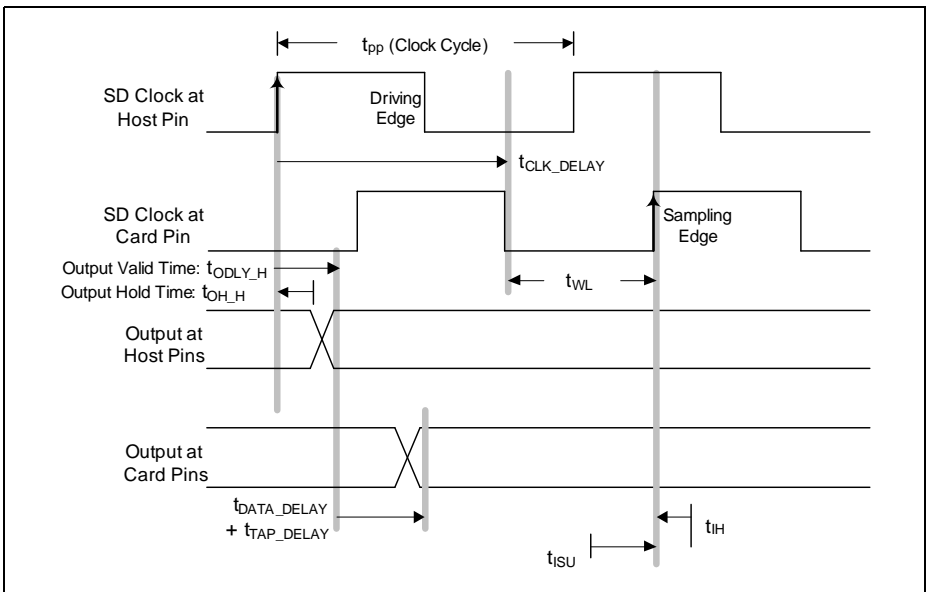 tpp (Clock Cycle)
SD Clock at
Host Pin
Driving
Edge
tCLK_DELAY
SD Clock at
Card Pin
Sampling
Edge
Output Valid Time: tODLY_H
Output Hold Time: tOH_H
tWL
Output at
Host Pins
Output at
Card Pins
tDATA_DELAY
+ tTAP_DELAY
tIH
tISU